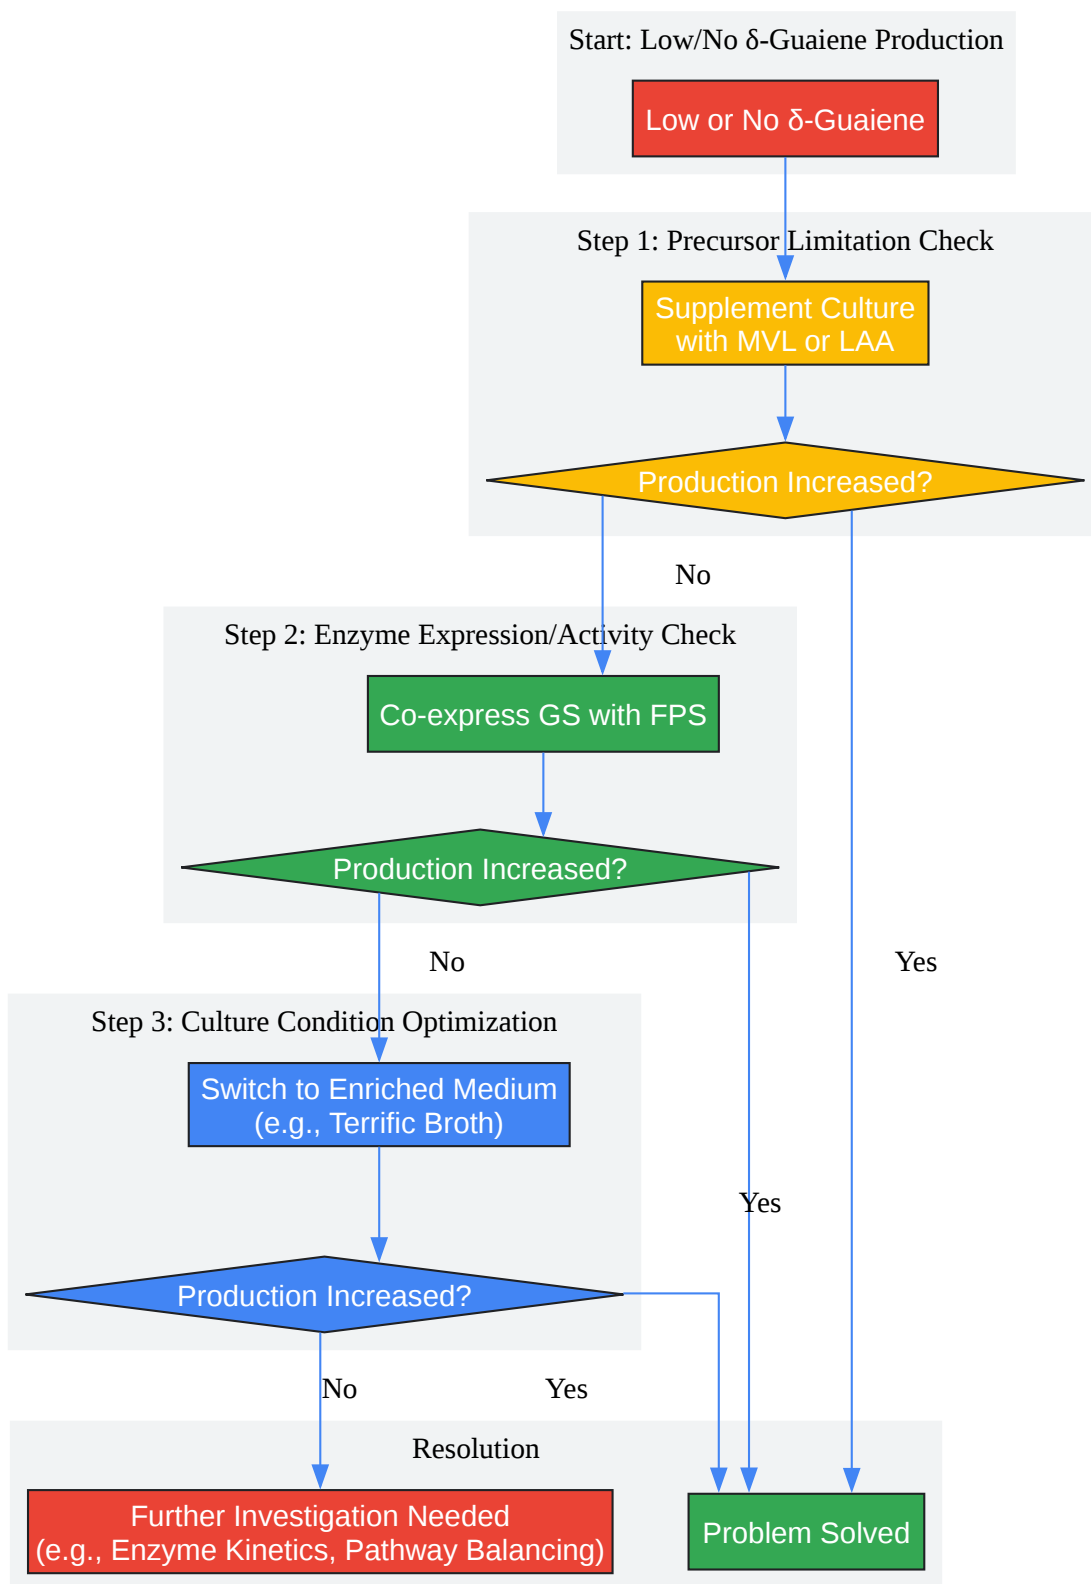 Start: Low/No δ-Guaiene Production
Low or No δ-Guaiene
Step 1: Precursor Limitation Check
Supplement Culture
with MVL or LAA
Production Increased?
No
Step 2: Enzyme Expression/Activity Check
Co-express GS with FPS
Production Increased?
No
Yes
Step 3: Culture Condition Optimization
Switch to Enriched Medium
(e.g., Terrific Broth)
Yes
Production Increased?
No
Yes
Resolution
Further Investigation Needed
(e.g., Enzyme Kinetics, Pathway Balancing)
Problem Solved